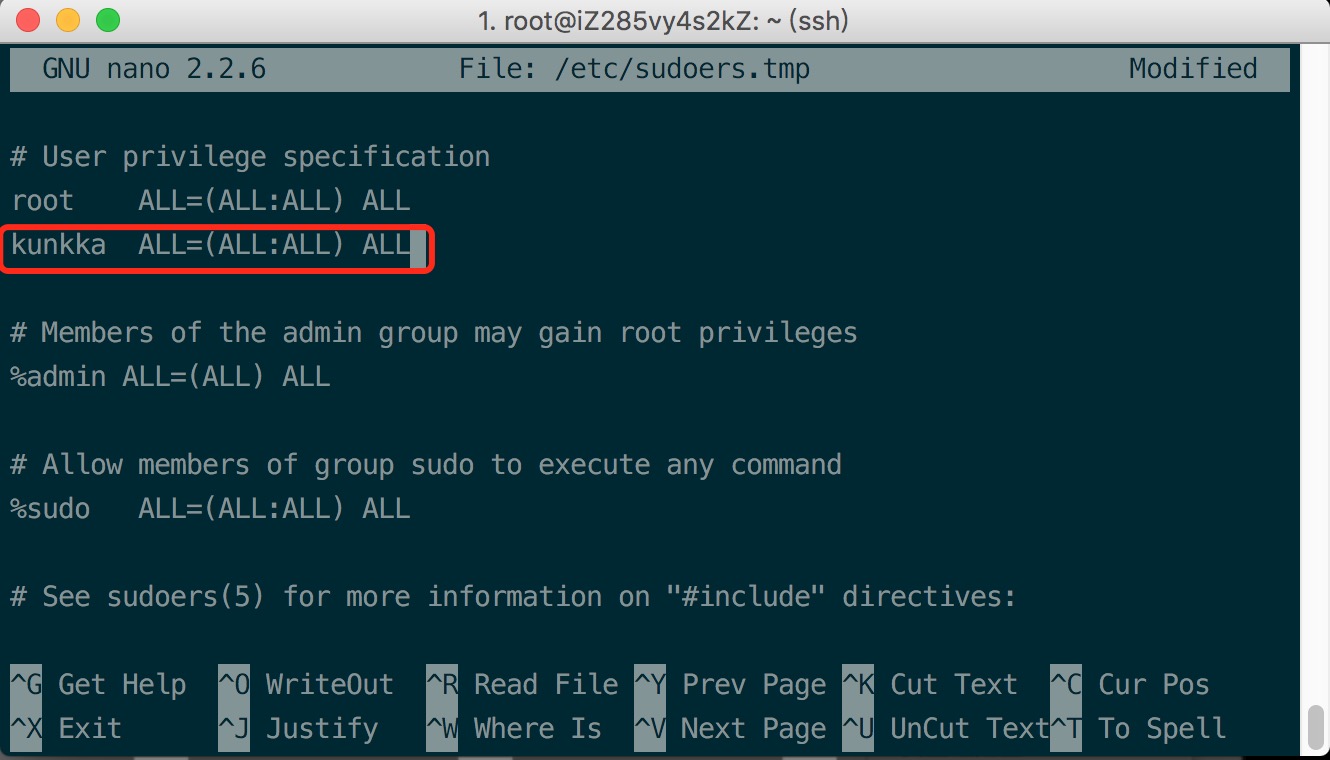 1. root@iZ285vy4s2kZ: ~ (ssh)
GNU nano 2.2.6 File: /etc/sudoers.tmp Modified
# User privilege specification
root ALL=(ALL:ALL) ALL
kunkka ALL=(ALL:ALL) ALL
# Members of the admin group may gain root privileges
%admin ALL=(ALL) ALL
# Allow members of group sudo to execute any command
%sudo ALL=(ALL:ALL) ALL
# See sudoers(5) for more information on "#include" directives:
^G Get Help ^O WriteOut ^R Read File ^Y Prev Page ^K Cut Text ^C Cur Pos
^X Exit ^J Justify ^W Where Is ^V Next Page ^U UnCut Text ^T To Spell